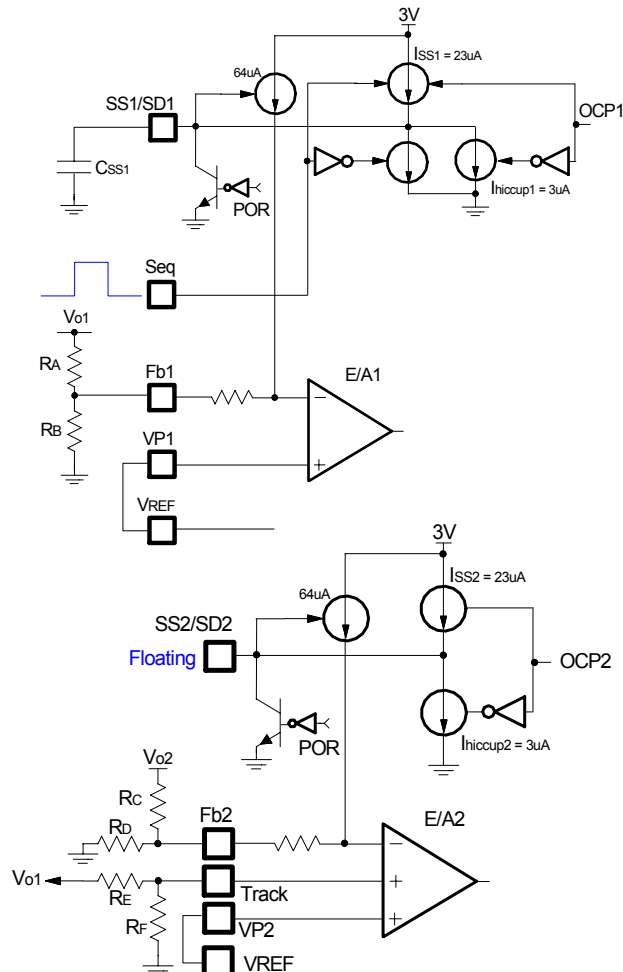 3V
ISS1 = 23uA
64uA
SS1/SD1
OCP1
CSS1
POR
Ihiccup1 = 3uA
Seq
Vo1
RA
Fb1
E/A1
RB
VP1
VREF
3V
ISS2 = 23uA
64uA
SS2/SD2
Floating
OCP2
POR
Ihiccup2 = 3uA
Vo2
RC
Fb2
E/A2
RD
Vo1
RE
Track
RF
VP2
VREF